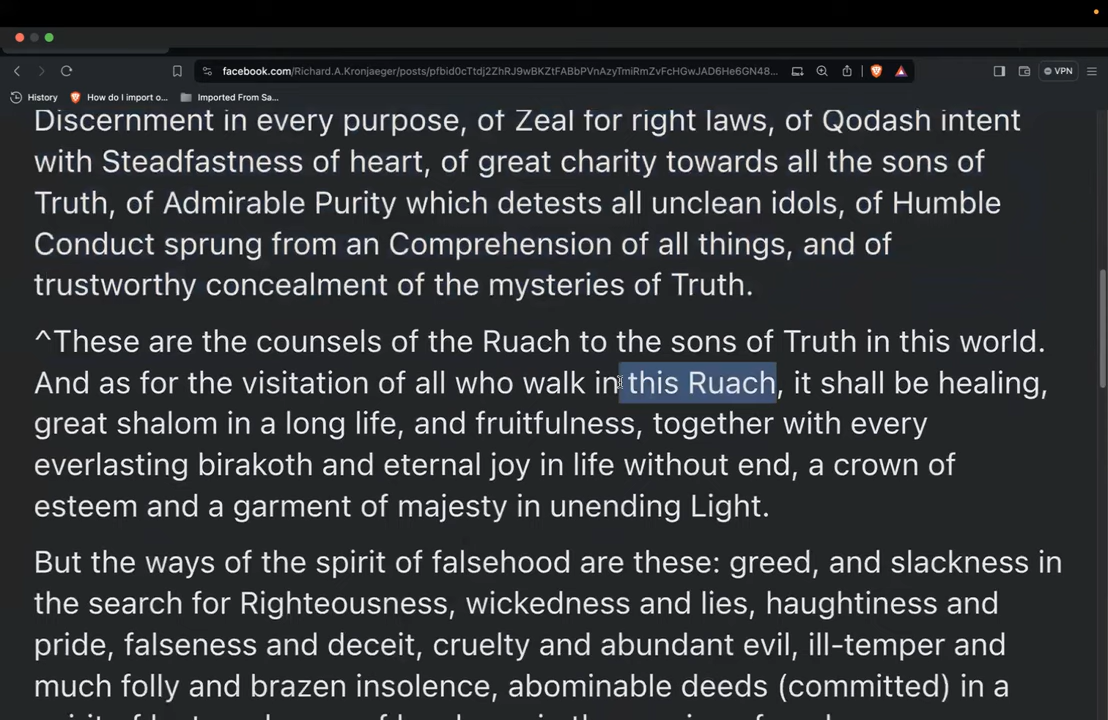 facebook.com/Richard.A.Kronjaeger/posts/pfbid0cTtdj2ZhRJ9wBKZtFABbPVnAzyTmiRmZvFcHGwJAD6He6GN48...
VPN
History How do I import o... Imported From Sa...
Discernment in every purpose, of Zeal for right laws, of Qodash intent
with Steadfastness of heart, of great charity towards all the sons of
Truth, of Admirable Purity which detests all unclean idols, of Humble
Conduct sprung from an Comprehension of all things, and of
trustworthy concealment of the mysteries of Truth.
^These are the counsels of the Ruach to the sons of Truth in this world.
And as for the visitation of all who walk in this Ruach, it shall be healing,
great shalom in a long life, and fruitfulness, together with every
everlasting birakoth and eternal joy in life without end, a crown of
esteem and a garment of majesty in unending Light.
But the ways of the spirit of falsehood are these: greed, and slackness in
the search for Righteousness, wickedness and lies, haughtiness and
pride, falseness and deceit, cruelty and abundant evil, ill-temper and
much folly and brazen insolence, abominable deeds (committed) in a